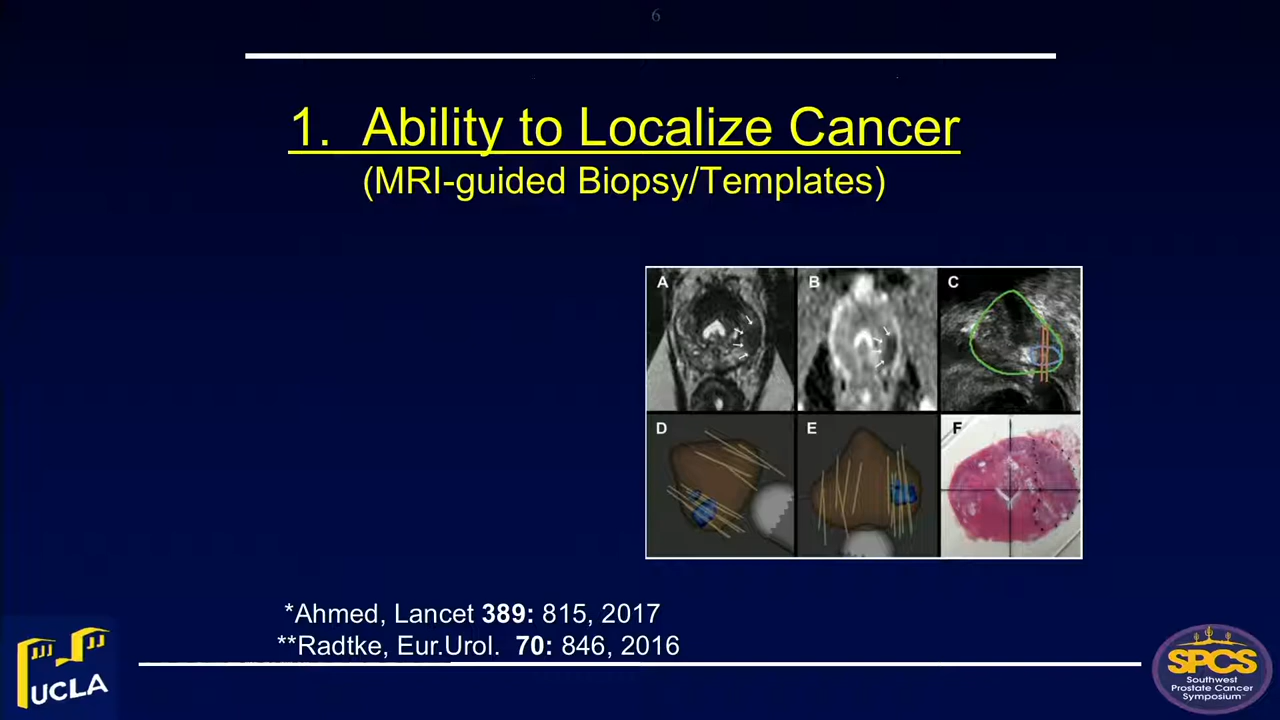 6
1. Ability to Localize Cancer
(MRI-guided Biopsy/Templates)
A
B
C
D
E
F
*Ahmed, Lancet 389: 815, 2017
**Radtke, Eur.Urol. 70: 846, 2016
UCLA
SPCS
Southwest
Prostate Cancer
Symposium